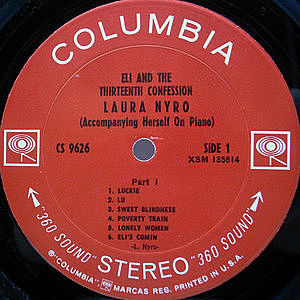 COLUMBIA
ELI AND THE
THIRTEENTH CONFESSION
LAURA NYRO
(Accompanying Herself On Piano)
CS 9626
SIDE 1
XSM 135814
Part I
1. LUCKIE
2. LU
3. SWEET BLINDNESS
4. POVERTY TRAIN
5. LONELY WOMEN
6. ELI'S COMIN
-L. Nyro-
"360 SOUND" STEREO "360 SOUND"
® "COLUMBIA", MARCAS REG. PRINTED IN U.S.A.